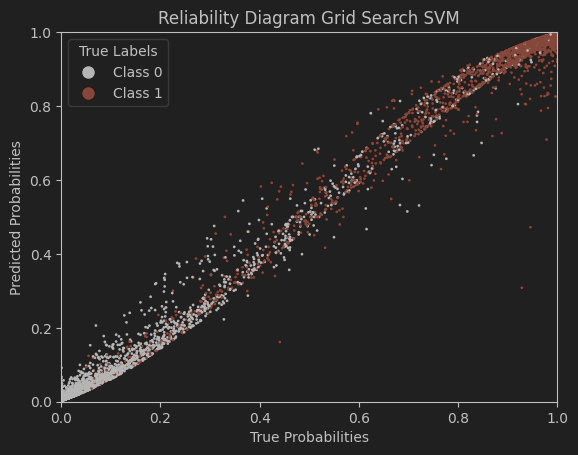 Reliability Diagram Grid Search SVM
True Labels
Class 0
Class 1
Predicted Probabilities
1.0
0.8
0.6
0.4
0.2
0.0
0.0 0.2 0.4 0.6 0.8 1.0
True Probabilities